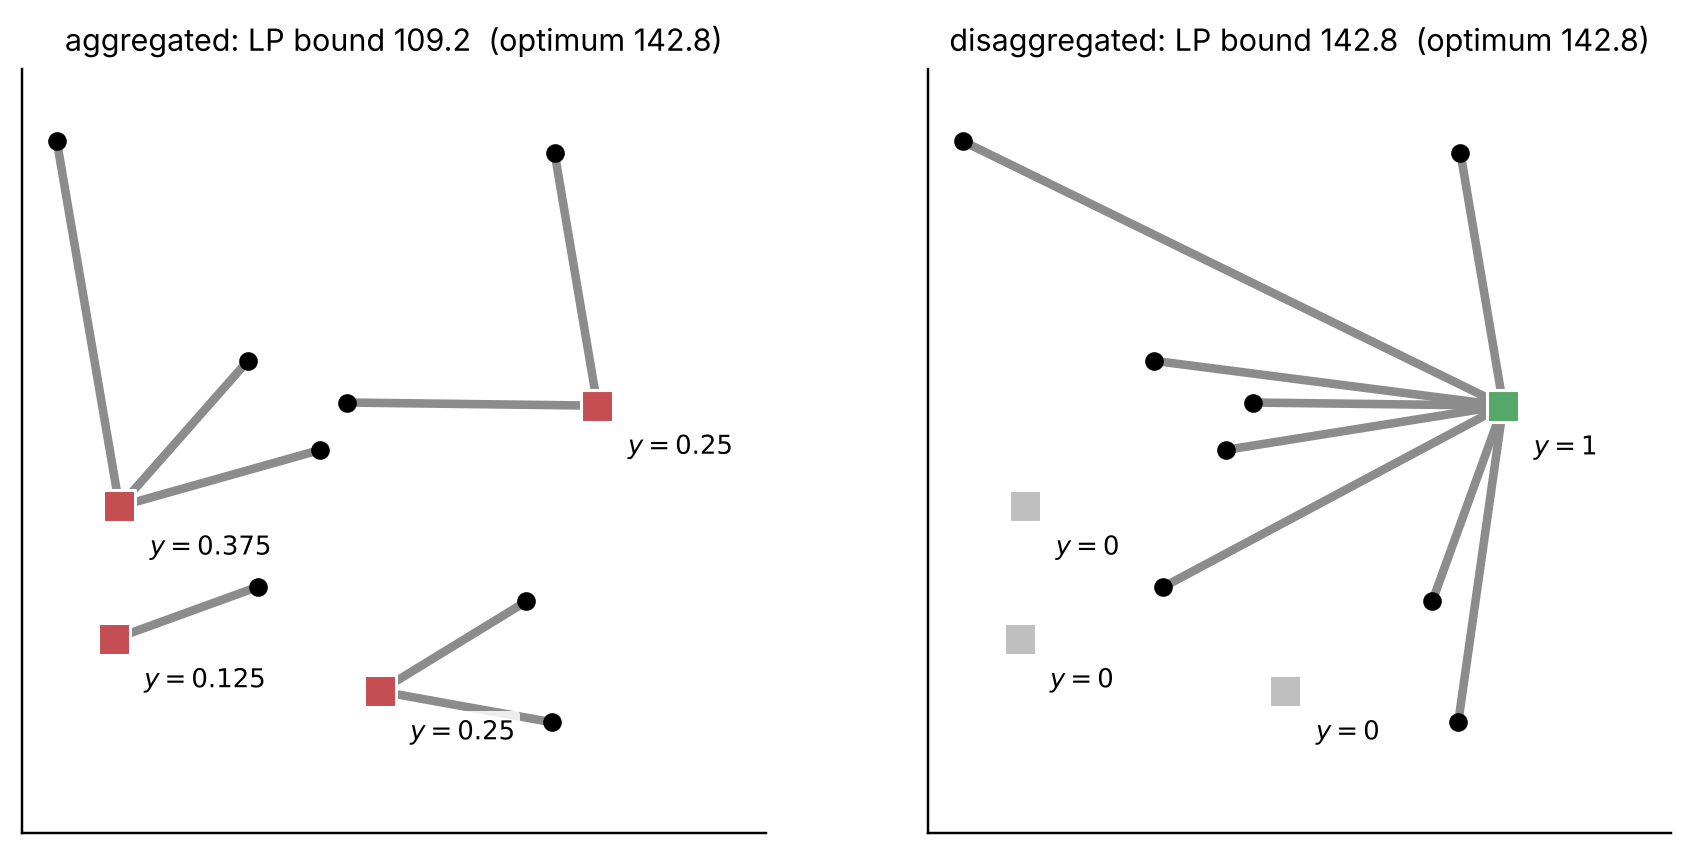 aggregated: LP bound 109.2 (optimum 142.8)
y = 0.25
y = 0.375
y = 0.125
y = 0.25
disaggregated: LP bound 142.8 (optimum 142.8)
y = 1
y = 0
y = 0
y = 0